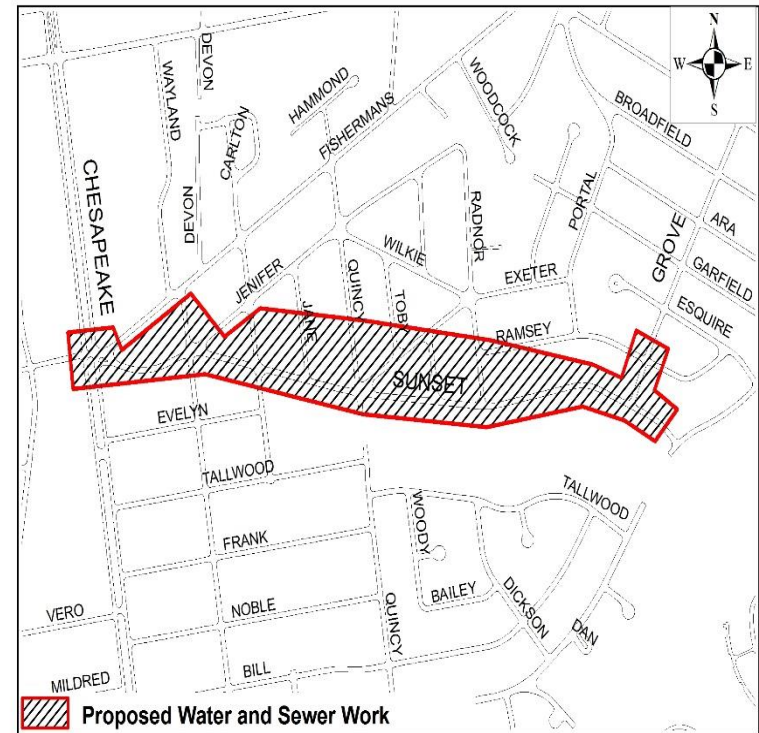 N
W E
S
DEVON
WAYLAND
HAMMOND
CARLTON
FISHERMANS
WOODCOCK
BROADFIELD
CHESAPEAKE
DEVON
RADNOR
PORTAL
ARA
GROVE
GARFIELD
WILKIE
JENIFER
QUINCY
EXETER
TOBY
JANE
ESQUIRE
RAMSEY
SUNSET
EVELYN
TALLWOOD
TALLWOOD
WOODY
FRANK
BAILEY
DICKSON
VERO
NOBLE
QUINCY
DAN
BILL
MILDRED
Proposed Water and Sewer Work